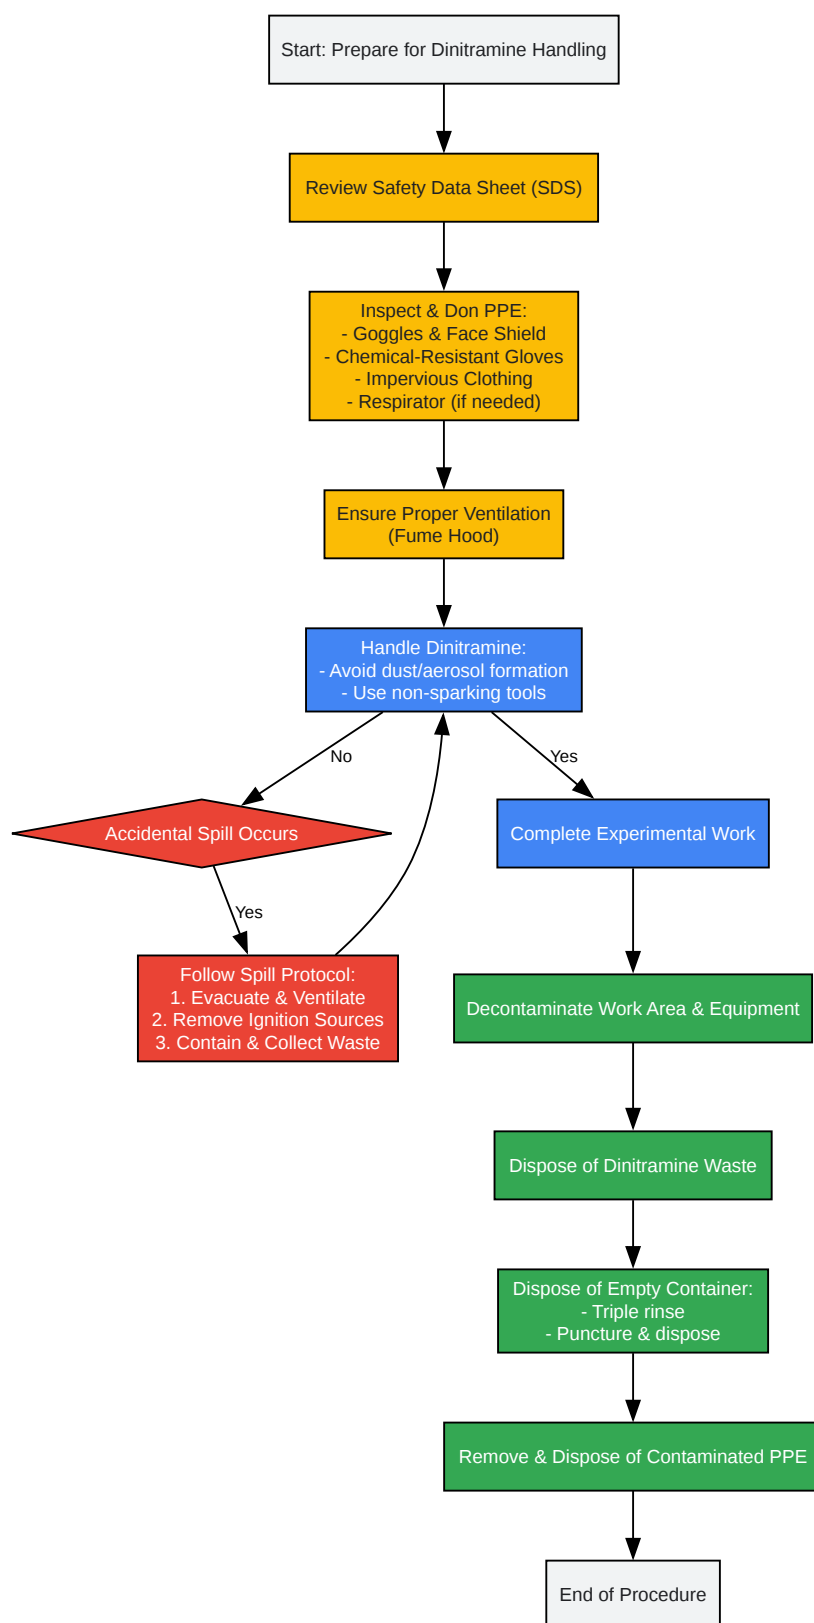 Start: Prepare for Dinitramine Handling
Review Safety Data Sheet (SDS)
Inspect & Don PPE:
- Goggles & Face Shield
- Chemical-Resistant Gloves
- Impervious Clothing
- Respirator (if needed)
Ensure Proper Ventilation
(Fume Hood)
Handle Dinitramine:
- Avoid dust/aerosol formation
- Use non-sparking tools
No
Yes
Accidental Spill Occurs
Complete Experimental Work
Yes
Follow Spill Protocol:
1. Evacuate & Ventilate
2. Remove Ignition Sources
3. Contain & Collect Waste
Decontaminate Work Area & Equipment
Dispose of Dinitramine Waste
Dispose of Empty Container:
- Triple rinse
- Puncture & dispose
Remove & Dispose of Contaminated PPE
End of Procedure